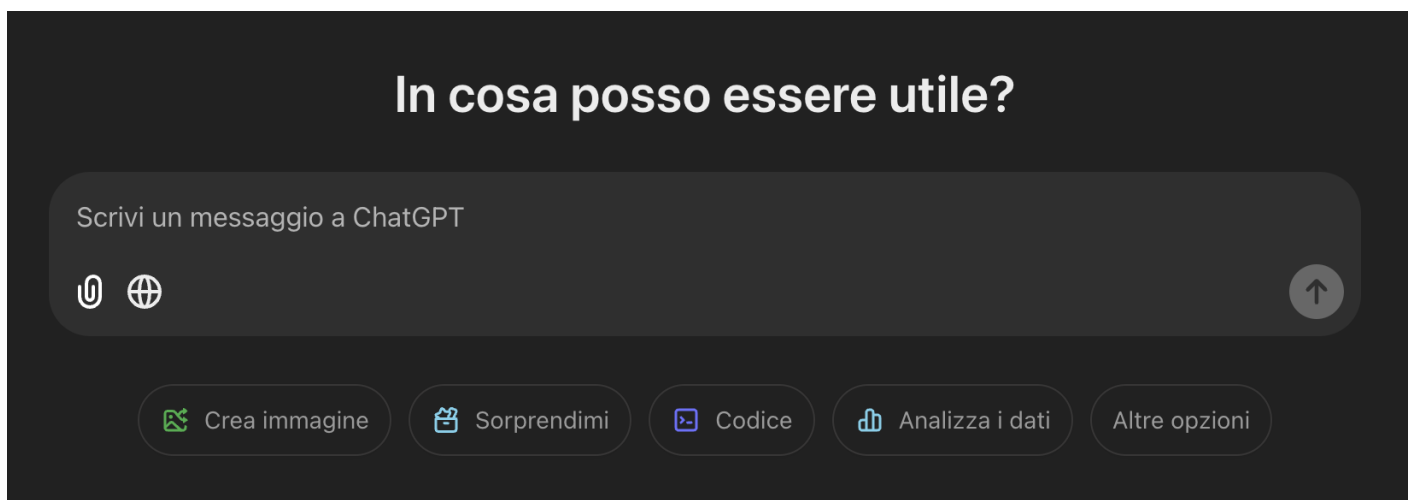 In cosa posso essere utile?
Scrivi un messaggio a ChatGPT
Crea immagine
Sorprendimi
Codice
Analizza i dati
Altre opzioni